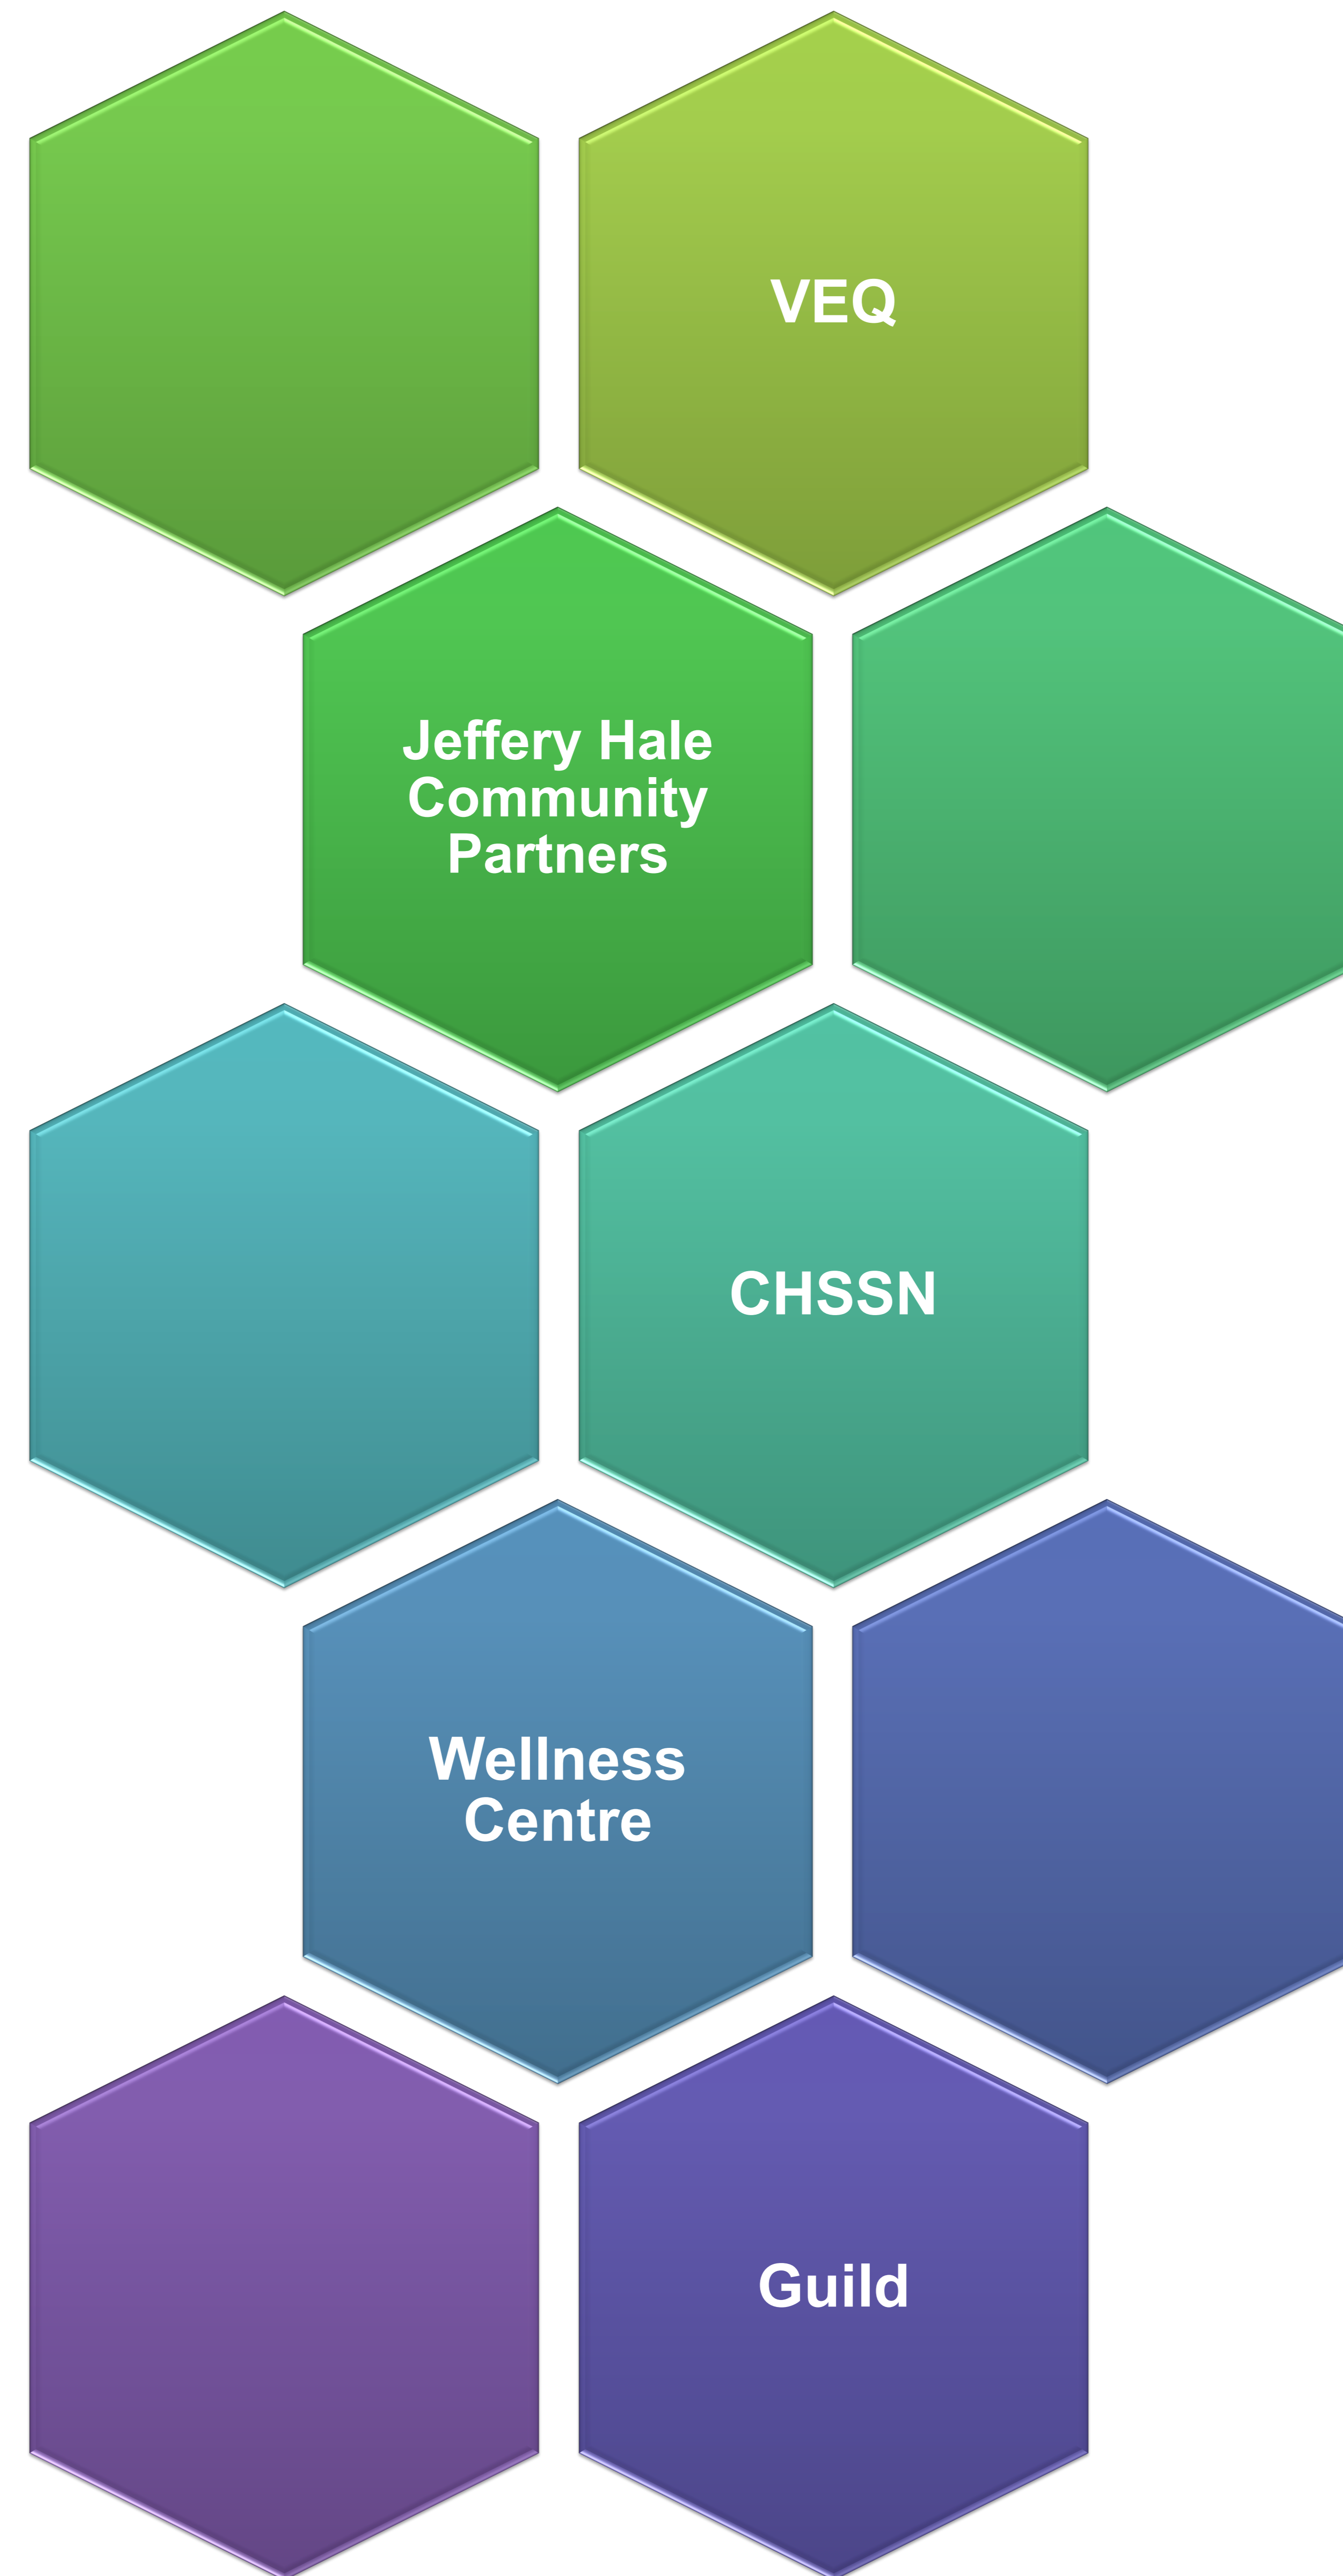 VEQ
Jeffery Hale
Community
Partners
CHSSN
Wellness
Centre
Guild